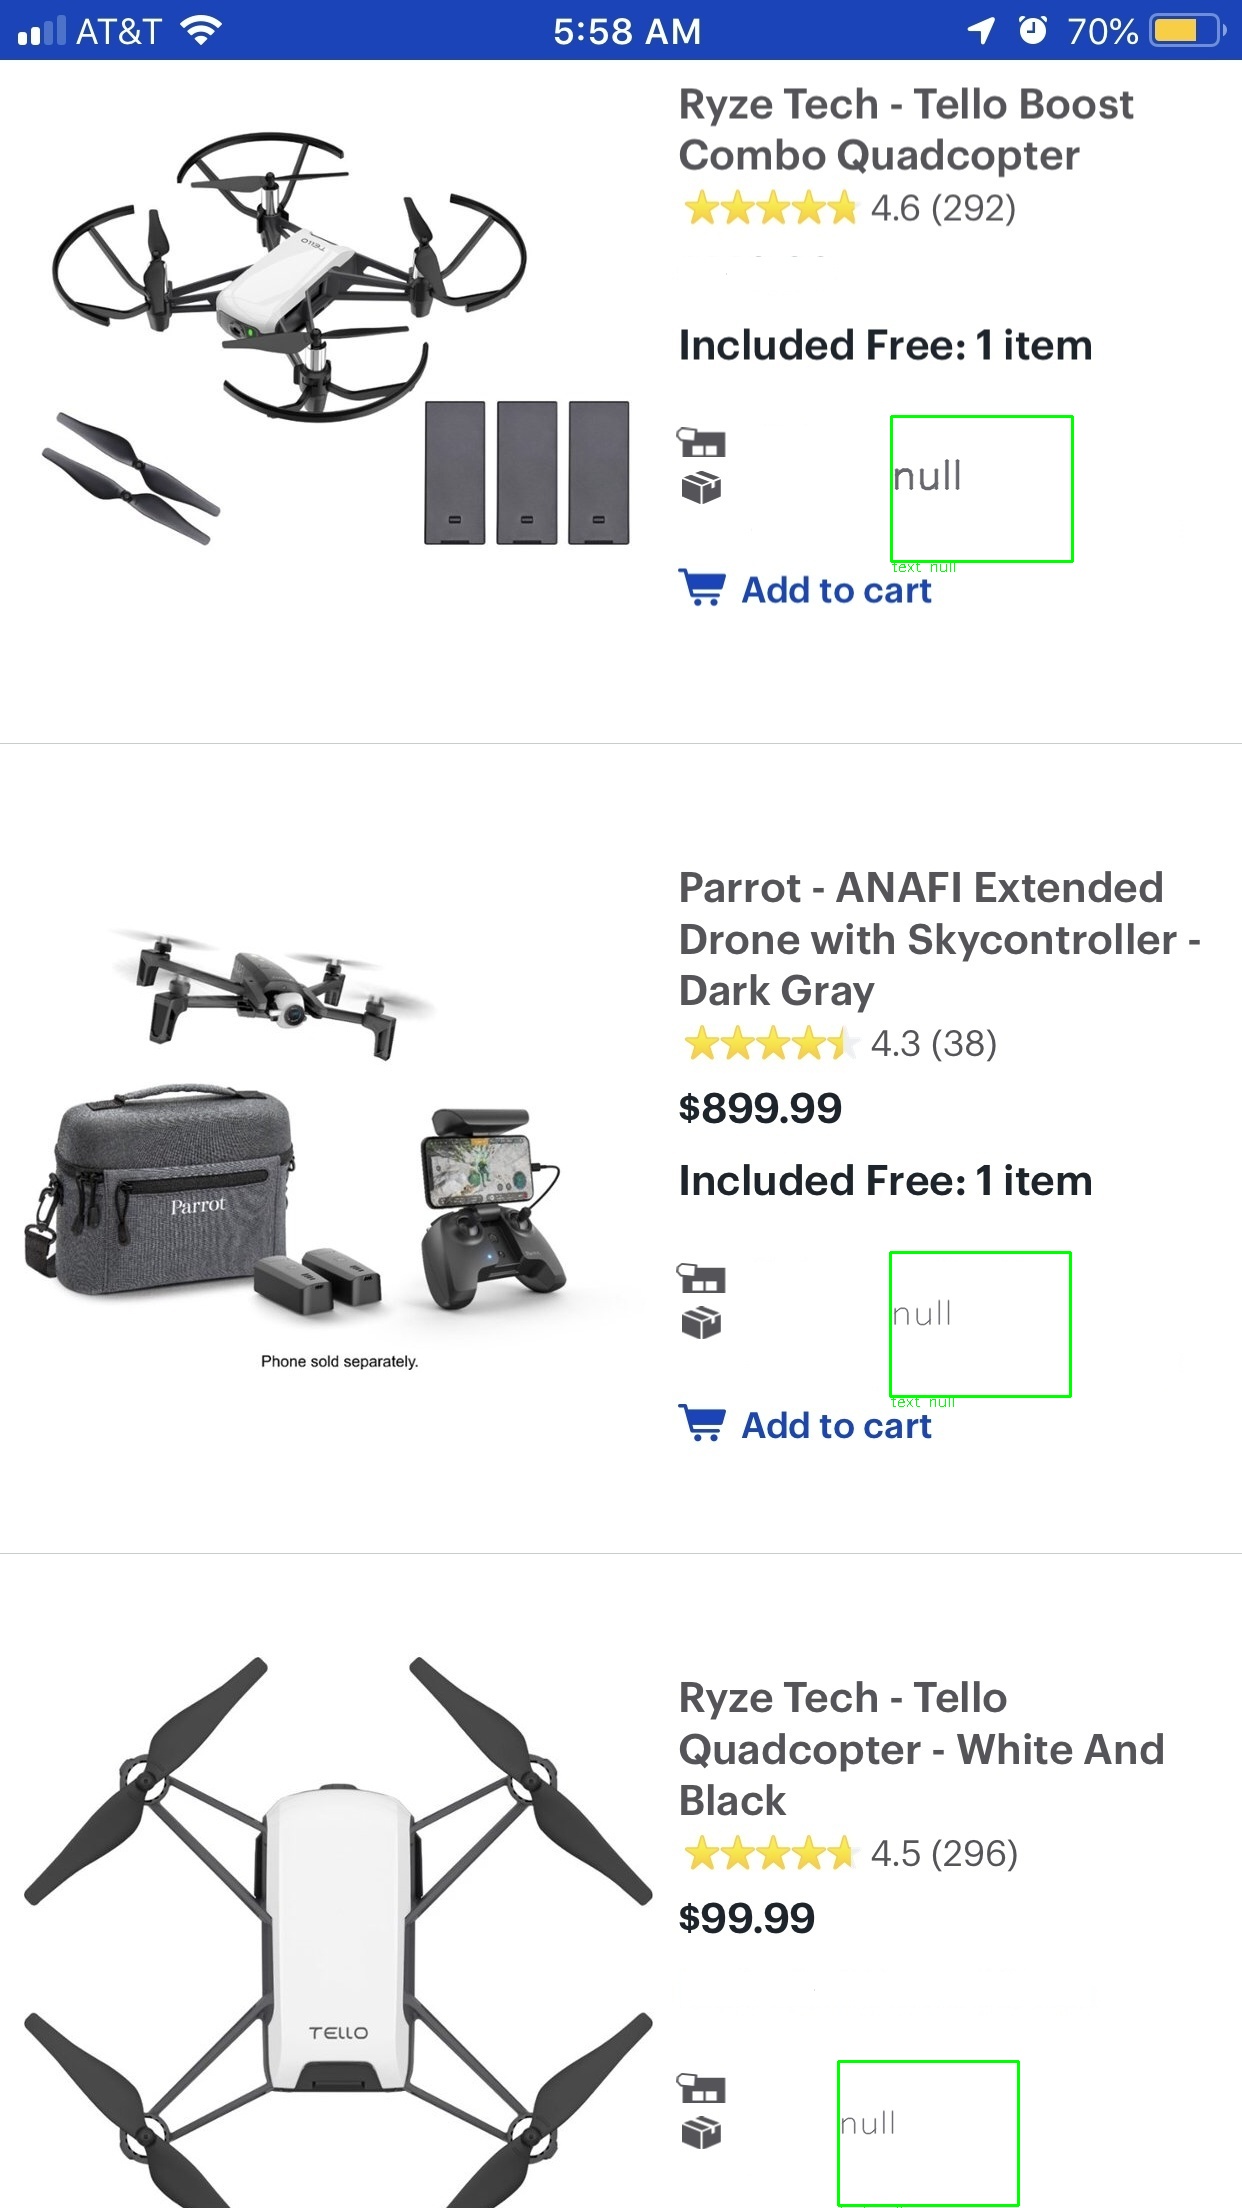 AT&T
5:58 AM
70%
Ryze Tech - Tello Boost
Combo Quadcopter
4.6 (292)
Included Free: 1 item
null
text null
Add to cart
TELLO
Parrot - ANAFI Extended
Drone with Skycontroller -
Dark Gray
4.3 (38)
$899.99
Included Free: 1 item
Parrot
null
text null
Phone sold separately.
Add to cart
Ryze Tech - Tello
Quadcopter - White And
Black
4.5 (296)
$99.99
TELLO
null